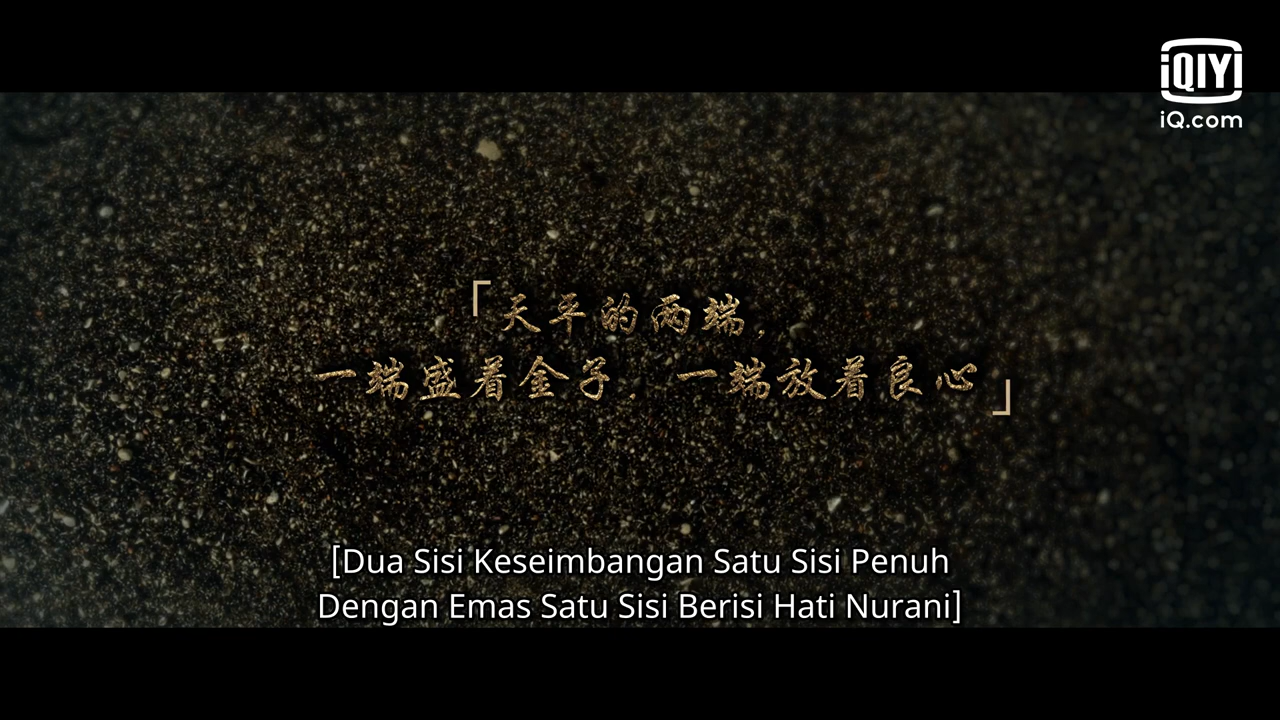 iQIYI
iQ.com
「天平的两端,
一端盛着金子, 一端放着良心」
[Dua Sisi Keseimbangan Satu Sisi Penuh
Dengan Emas Satu Sisi Berisi Hati Nurani]